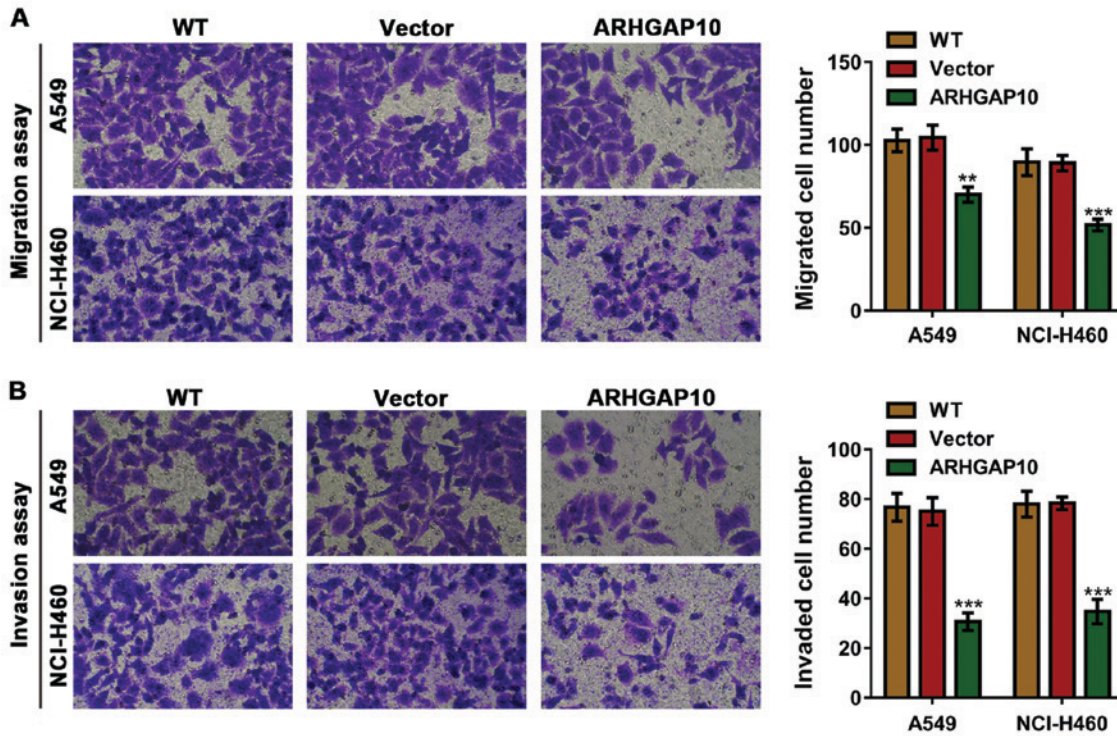 A
WT
Vector
ARHGAP10
Migration assay
A549
NCI-H460
WT
Vector
ARHGAP10
Migrated cell number
150
100
50
0
**
***
A549
NCI-H460
B
WT
Vector
ARHGAP10
Invasion assay
A549
NCI-H460
WT
Vector
ARHGAP10
Invaded cell number
100
80
60
40
20
0
***
***
A549
NCI-H460